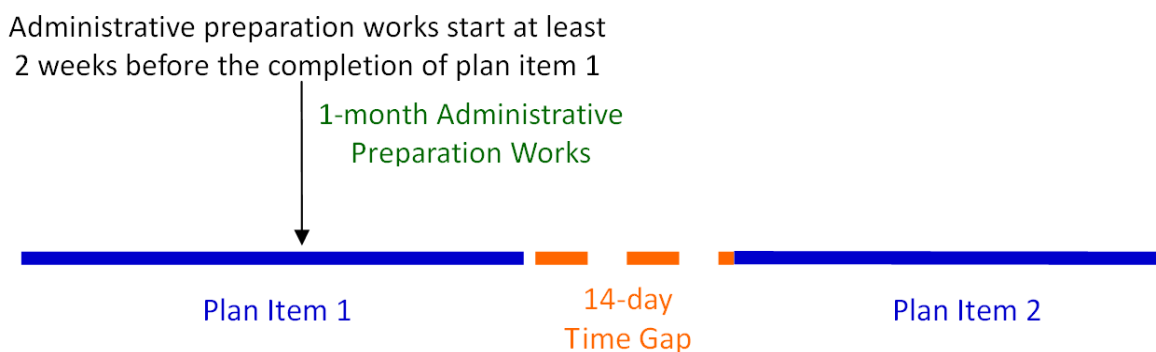 Administrative preparation works start at least
2 weeks before the completion of plan item 1
1-month Administrative
Preparation Works
Plan Item 1
14-day
Time Gap
Plan Item 2